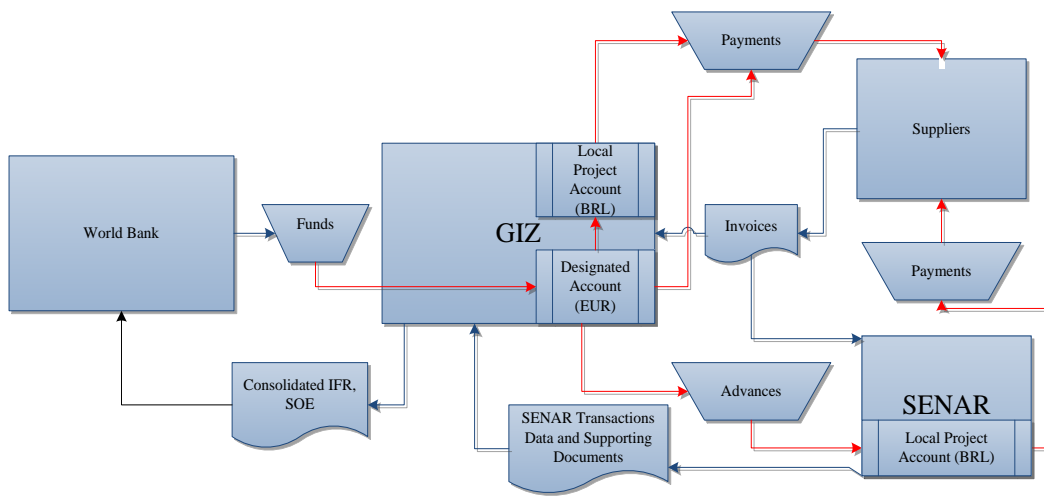 Payments
Suppliers
Local
Project
Account
(BRL)
World Bank
Funds
GIZ
Invoices
Designated
Account
(EUR)
Payments
Consolidated IFR,
SOE
Advances
SENAR
SENAR Transactions
Data and Supporting
Documents
Local Project
Account (BRL)